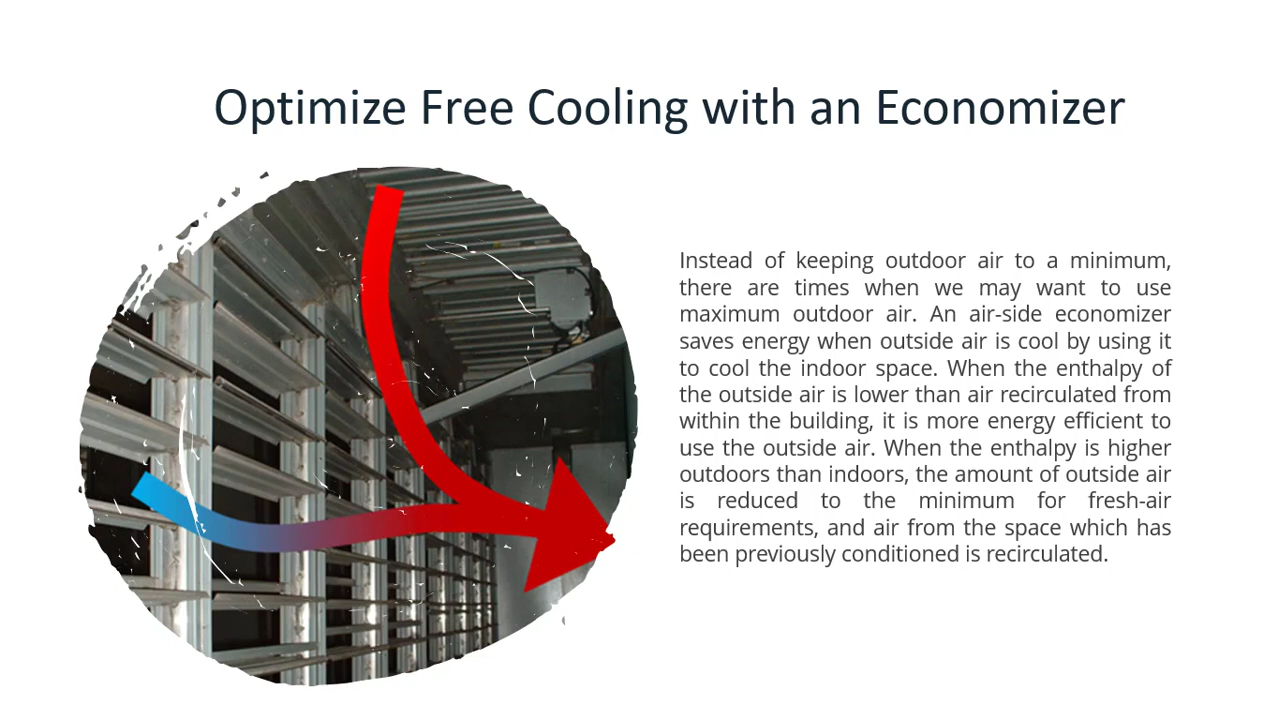 Optimize Free Cooling with an Economizer
Instead of keeping outdoor air to a minimum,
there are times when we may want to use
maximum outdoor air. An air-side economizer
saves energy when outside air is cool by using it
to cool the indoor space. When the enthalpy of
the outside air is lower than air recirculated from
within the building, it is more energy efficient to
use the outside air. When the enthalpy is higher
outdoors than indoors, the amount of outside air
is reduced to the minimum for fresh-air
requirements, and air from the space which has
been previously conditioned is recirculated.